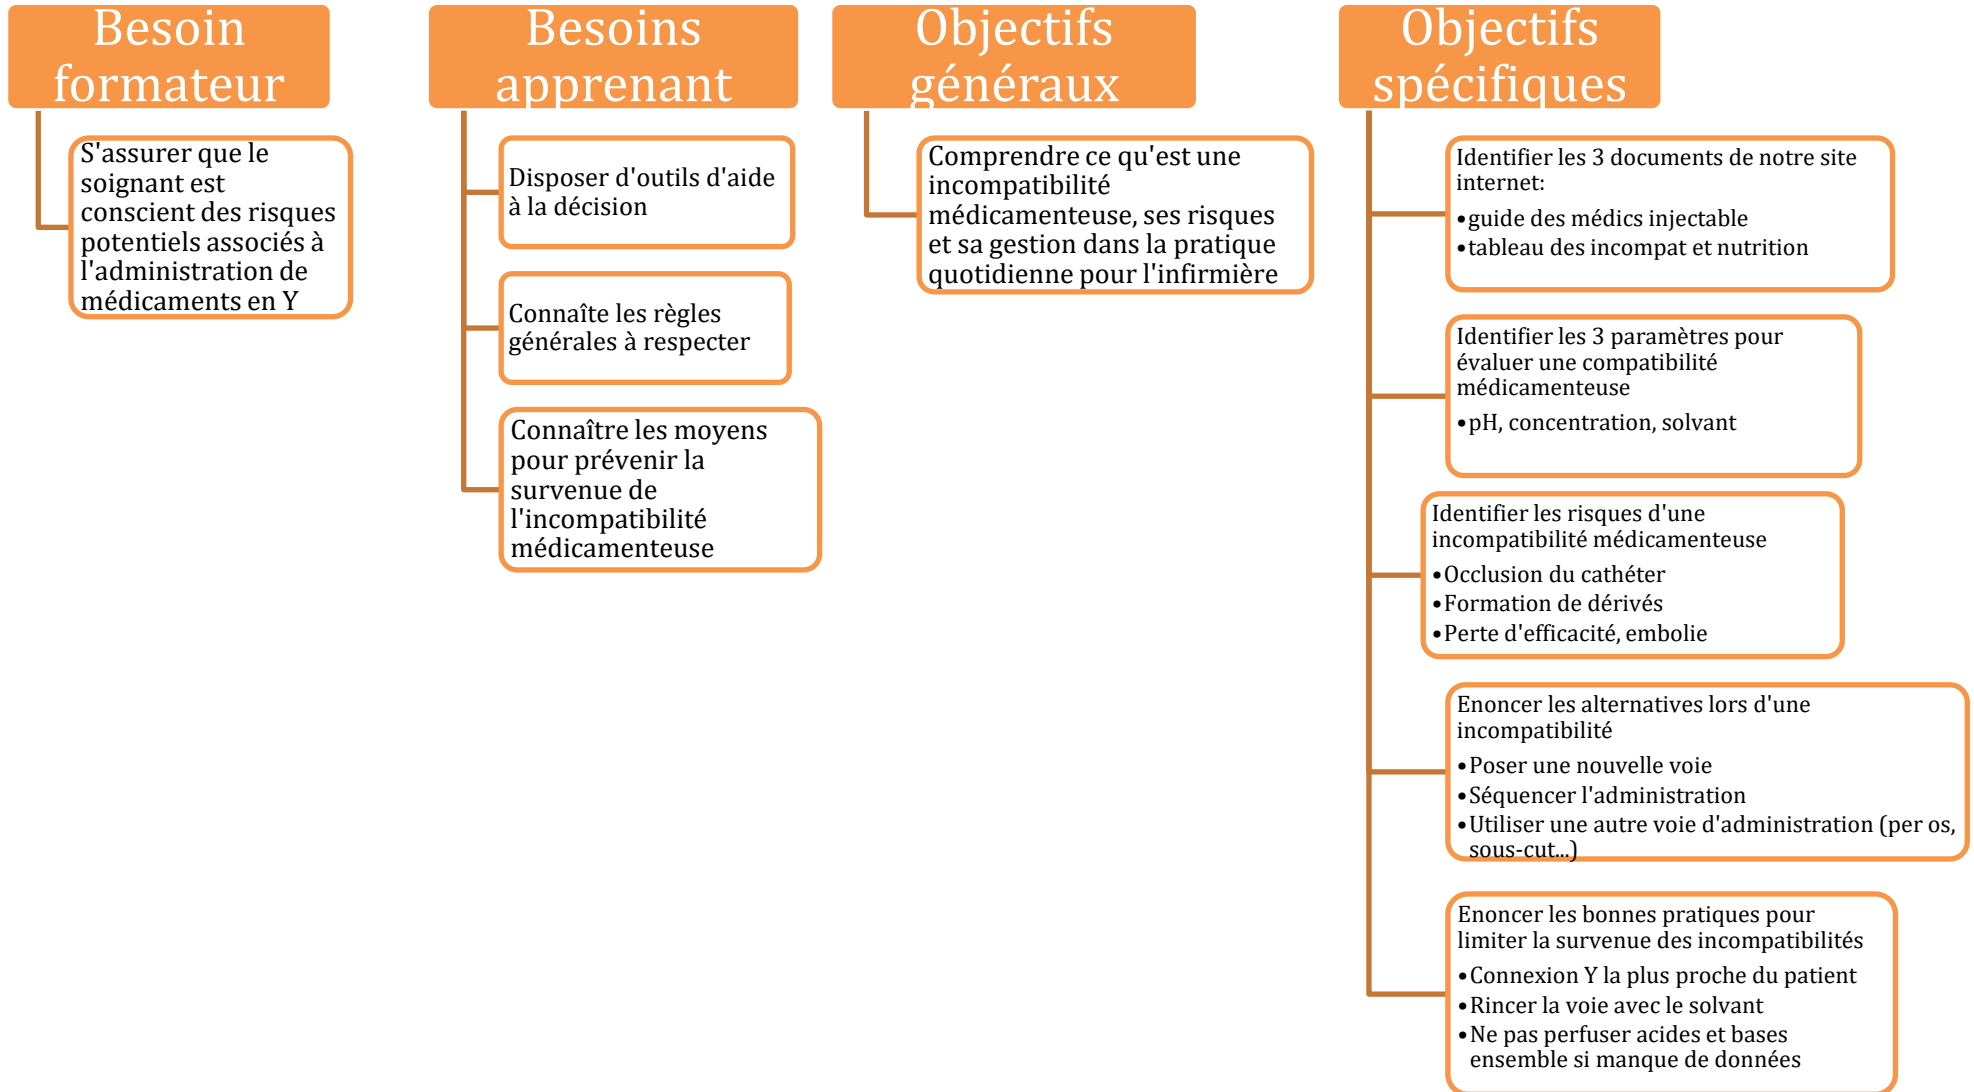 Besoin
formateur
S'assurer que le
soignant est
conscient des risques
potentiels associés à
l'administration de
médicaments en Y
Besoins
apprenant
Disposer d'outils d'aide
à la décision
Connaîte les règles
générales à respecter
Connaître les moyens
pour prévenir la
survenue de
l'incompatibilité
médicamenteuse
Objectifs
généraux
Comprendre ce qu'est une
incompatibilité
médicamenteuse, ses risques
et sa gestion dans la pratique
quotidienne pour l'infirmière
Objectifs
spécifiques
Identifier les 3 documents de notre site
internet:
•guide des médics injectable
•tableau des incompat et nutrition
Identifier les 3 paramètres pour
évaluer une compatibilité
médicamenteuse
•pH, concentration, solvant
Identifier les risques d'une
incompatibilité médicamenteuse
•Occlusion du cathéter
•Formation de dérivés
•Perte d'efficacité, embolie
Enoncer les alternatives lors d'une
incompatibilité
•Poser une nouvelle voie
•Séquencer l'administration
•Utiliser une autre voie d'administration (per os,
sous-cut...)
Enoncer les bonnes pratiques pour
limiter la survenue des incompatibilités
•Connexion Y la plus proche du patient
•Rincer la voie avec le solvant
•Ne pas perfuser acides et bases
ensemble si manque de données